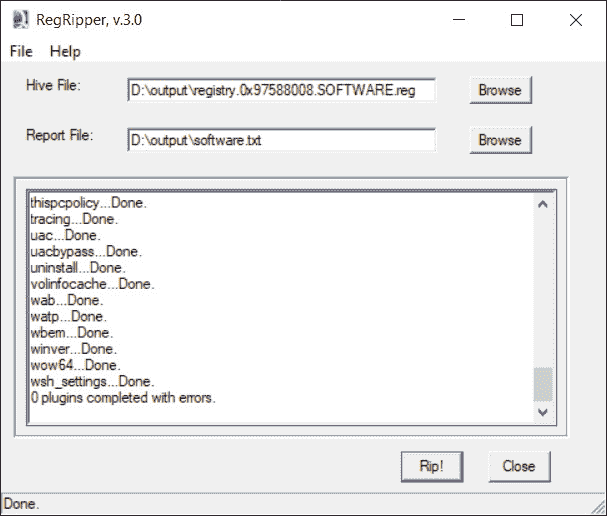 RegRipper, v.3.0
File Help
Hive File: D:\output\registry.0x97588008.SOFTWARE.reg Browse
Report File: D:\output\software.txt Browse
thispcpolicy...Done.
tracing...Done.
uac...Done.
uacbypass...Done.
uninstall...Done.
volinfocache...Done.
wab...Done.
watp...Done.
wbem...Done.
winver...Done.
wow64...Done.
wsh_settings...Done.
0 plugins completed with errors.
Rip! Close
Done.